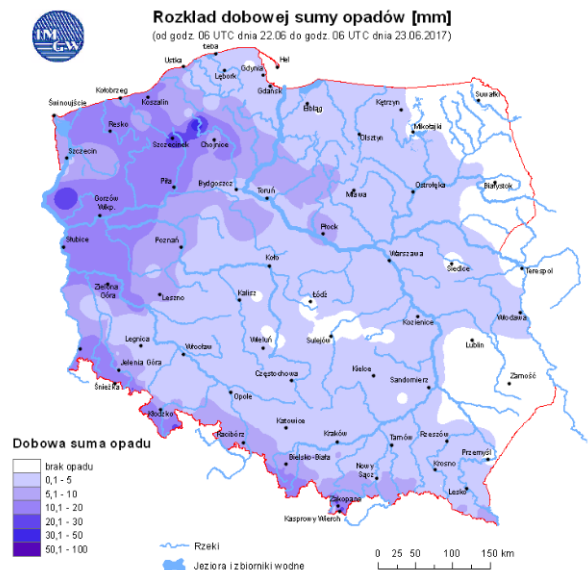 IM
GW
Rozkład dobowej sumy opadów [mm]
(od godz. 06 UTC dnia 22.06 do godz. 06 UTC dnia 23.06.2017)
Łeba
Ustka
Hel
Gdynia
Lębork
Gdańsk
Kołobrzeg
Koszalin
Suwałki
Świnoujście
Elbląg
Kętrzyn
Resko
Mikołajki
Szczecinek
Chojnice
Olsztyn
Szczecin
Piła
Bydgoszcz
Toruń
Mława
Ostrołęka
Białystok
Gorzów
Wlkp.
Płock
Słubice
Poznań
Koło
Warszawa
Siedlce
Terespol
Zielona
Góra
Leszno
Kalisz
Łódź
Włodawa
Kozienice
Legnica
Wrocław
Wieluń
Sulejów
Lublin
Jelenia Góra
Śnieżka
Częstochowa
Kielce
Sandomierz
Zamość
Opole
Kłodzko
Katowice
Racibórz
Kraków
Tarnów
Rzeszów
Przemyśl
Bielsko-Biała
Nowy
Sącz
Krosno
Lesko
Zakopane
Kasprowy Wierch
Dobowa suma opadu
brak opadu
0,1 - 5
5,1 - 10
10,1 - 20
20,1 - 30
30,1 - 50
50,1 - 100
Rzeki
Jeziora i zbiorniki wodne
0 25 50 100 150 km